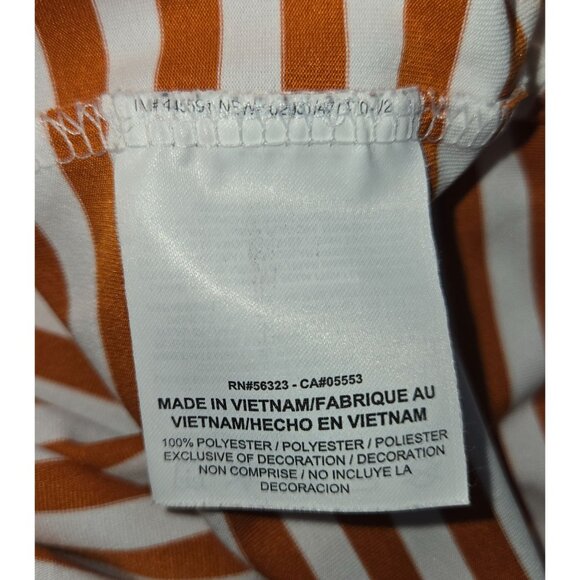 RN#56323 - CA#05553
MADE IN VIETNAM/FABRIQUE AU
VIETNAM/HECHO EN VIETNAM
100% POLYESTER / POLYESTER / POLIESTER
EXCLUSIVE OF DECORATION / DECORATION
NON COMPRISE / NO INCLUYE LA
DECORACION